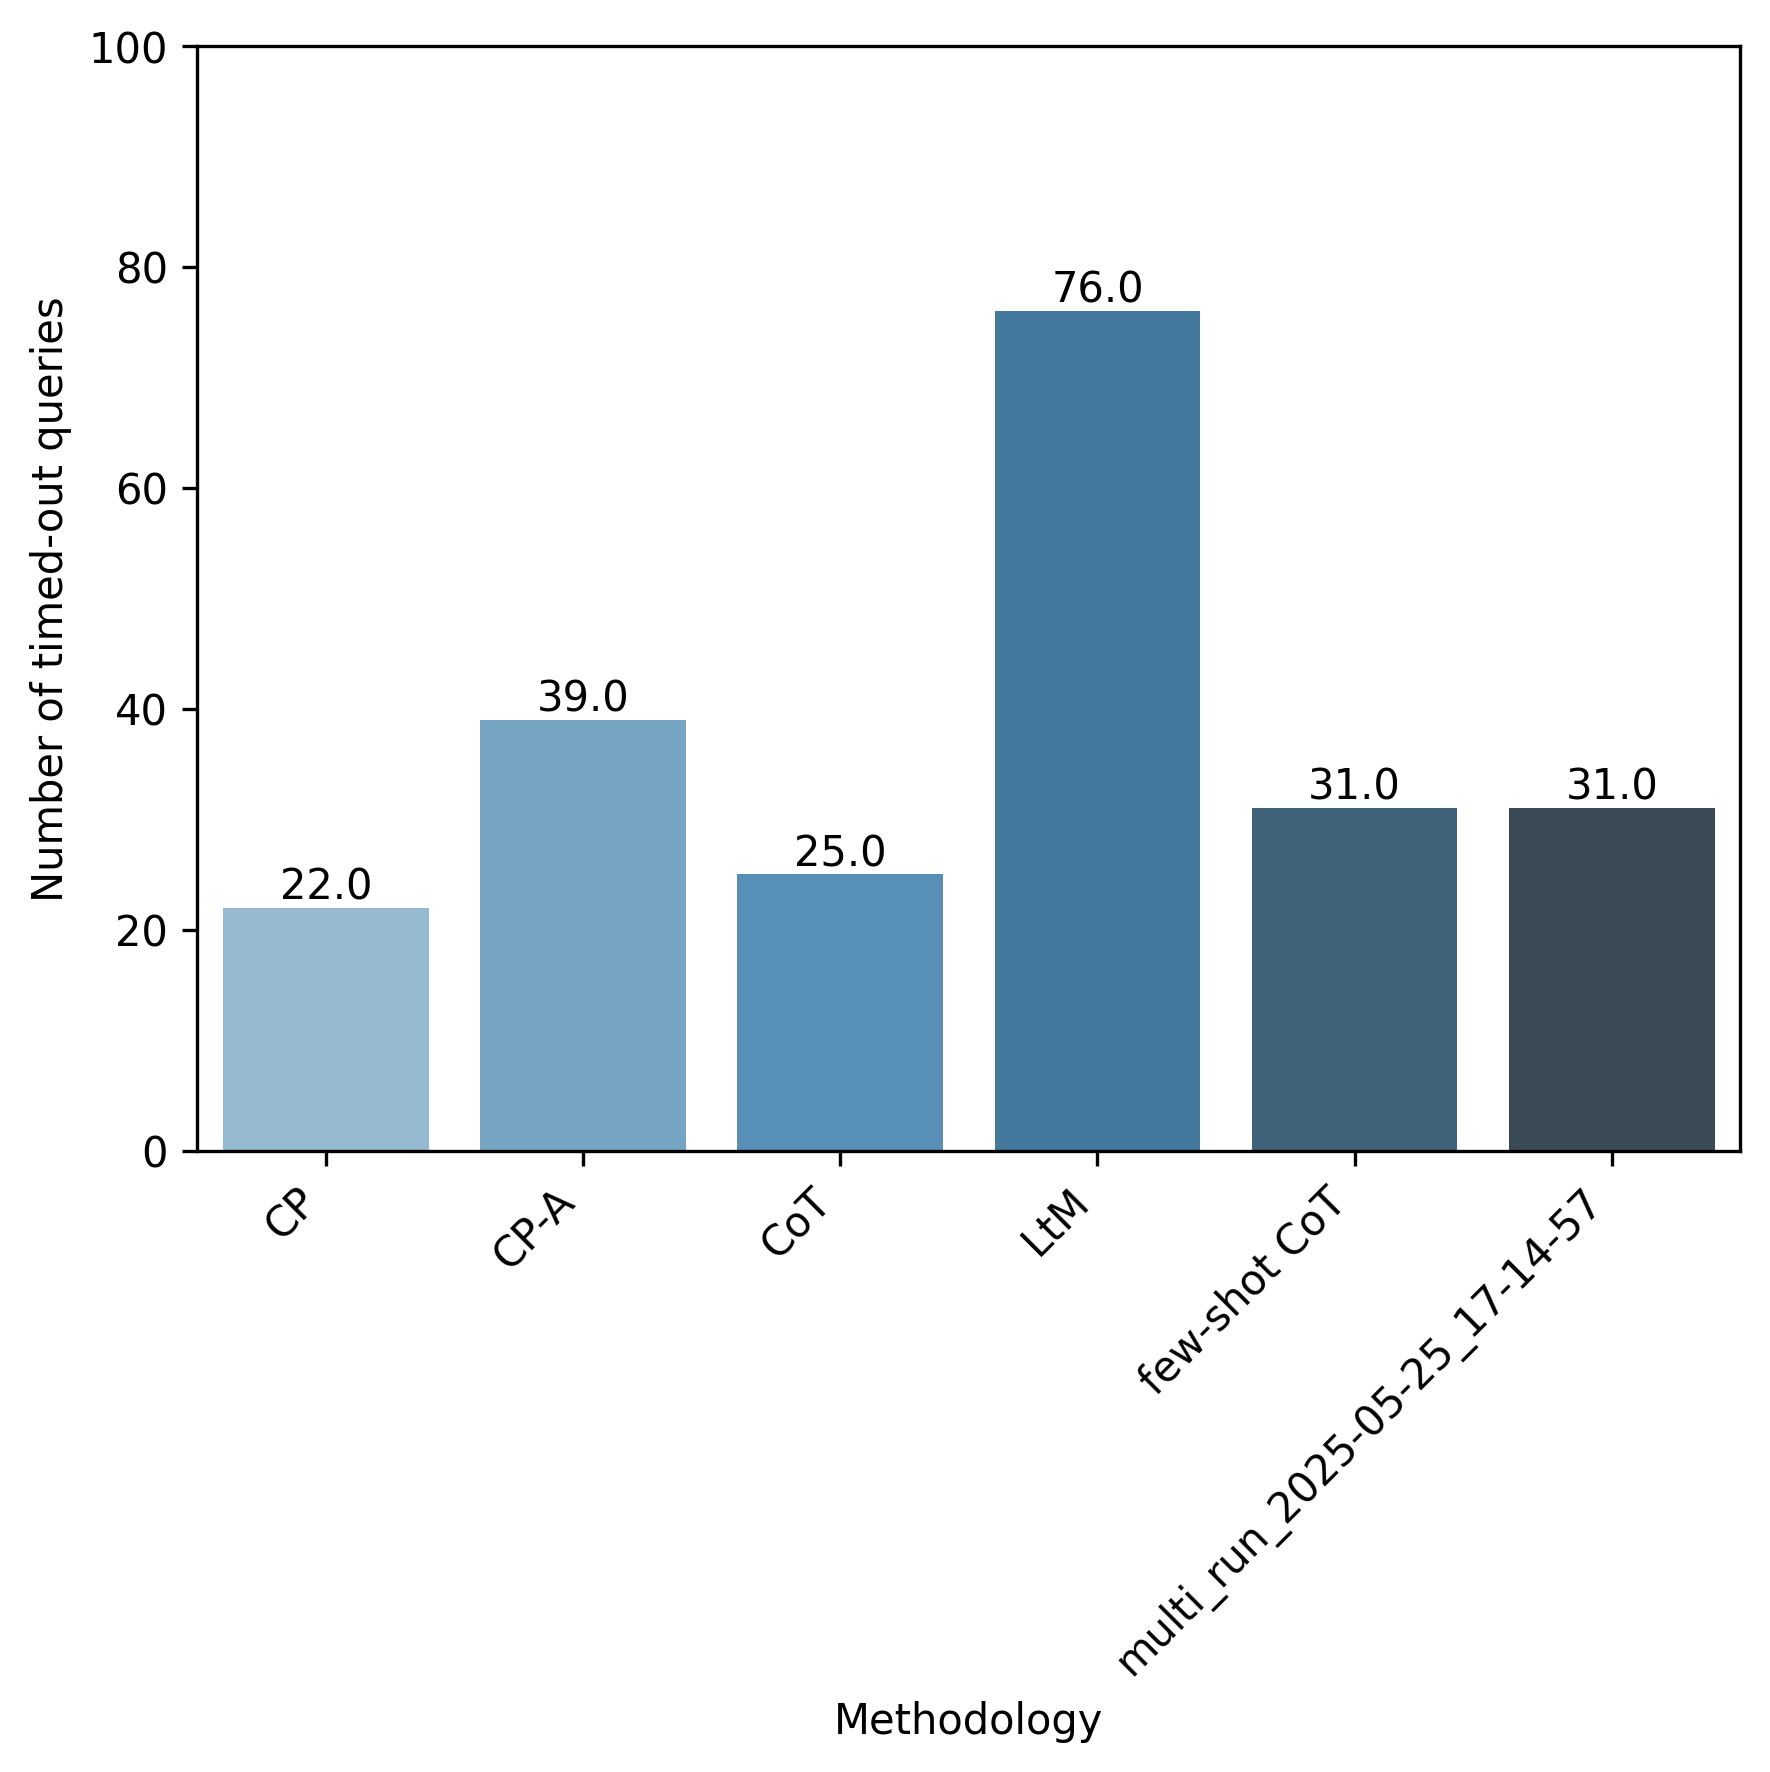 Number of timed-out queries
100
80
60
40
20
0
22.0
39.0
25.0
76.0
31.0
31.0
CP
CP-A
CoT
LtM
few-shot CoT
multi_run_2025-05-25_17-14-57
Methodology